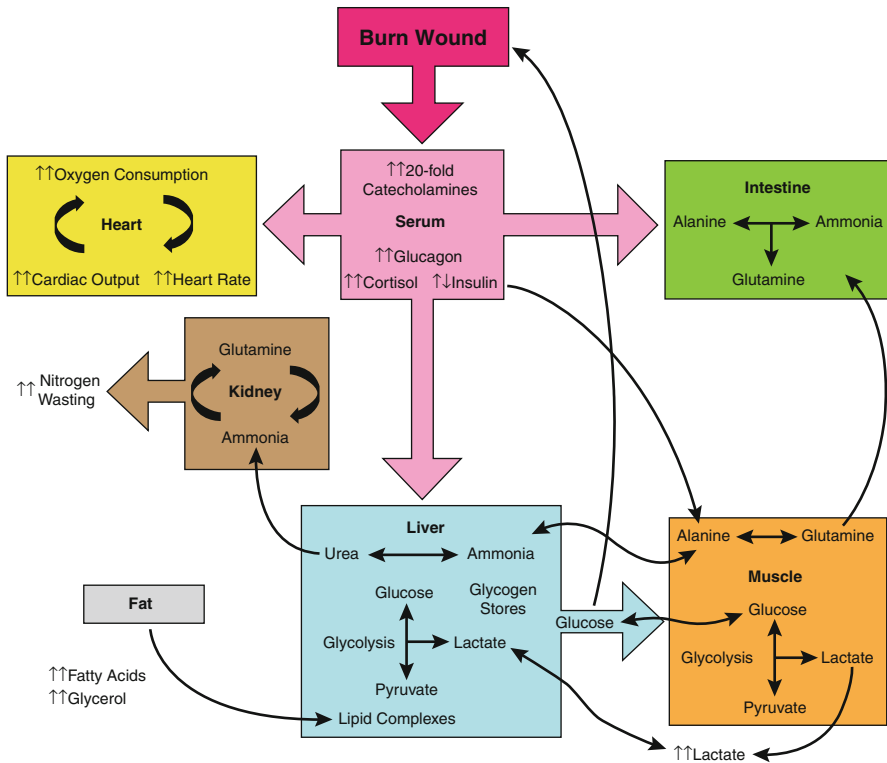 Burn Wound
↑↑20-fold
Catecholamines
Serum
↑↑Glucagon
↑↑Cortisol ↑↓Insulin
↑↑Oxygen Consumption
Heart
↑↑Cardiac Output ↑↑Heart Rate
Intestine
Alanine Ammonia
Glutamine
Glutamine
Kidney
Ammonia
↑↑ Nitrogen
Wasting
Liver
Urea Ammonia
Glucose
Glycogen
Stores
Glycolysis Lactate
Pyruvate
Lipid Complexes
Glucose
Alanine Glutamine
Muscle
Glucose
Glycolysis Lactate
Pyruvate
Fat
↑↑Fatty Acids
↑↑Glycerol
↑↑Lactate